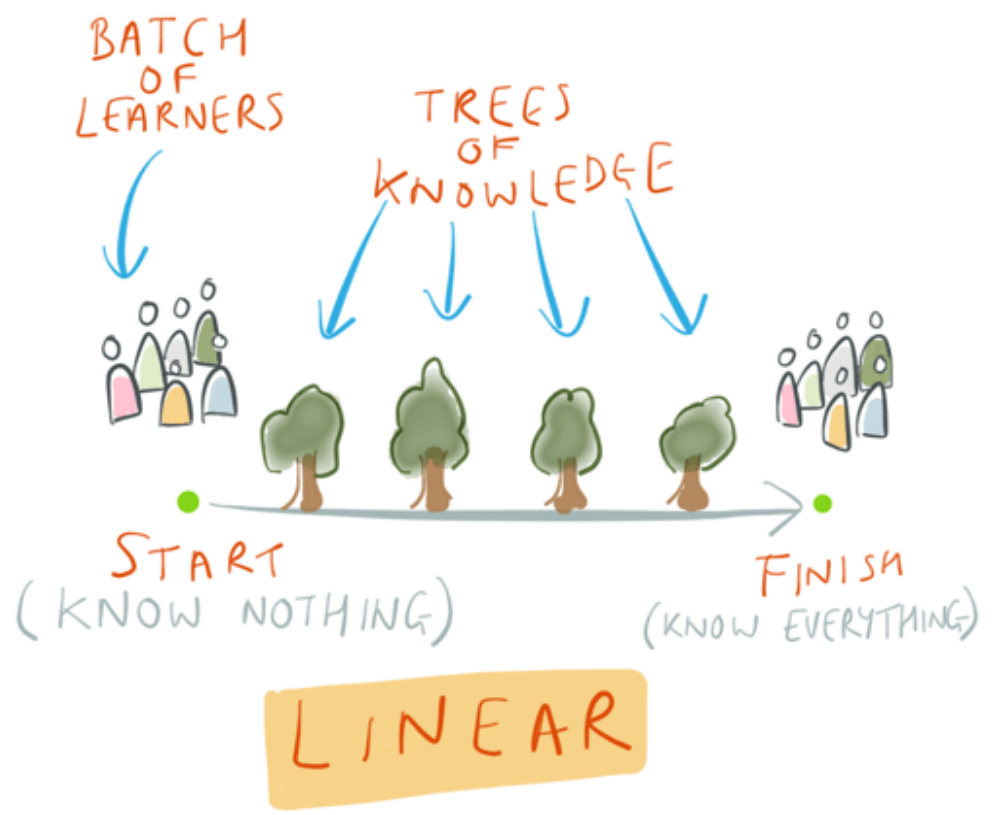 BATCH
OF
LEARNERS
TREES
OF
KNOWLEDGE
START
(KNOW NOTHING)
FINISH
(KNOW EVERYTHING)
LINEAR